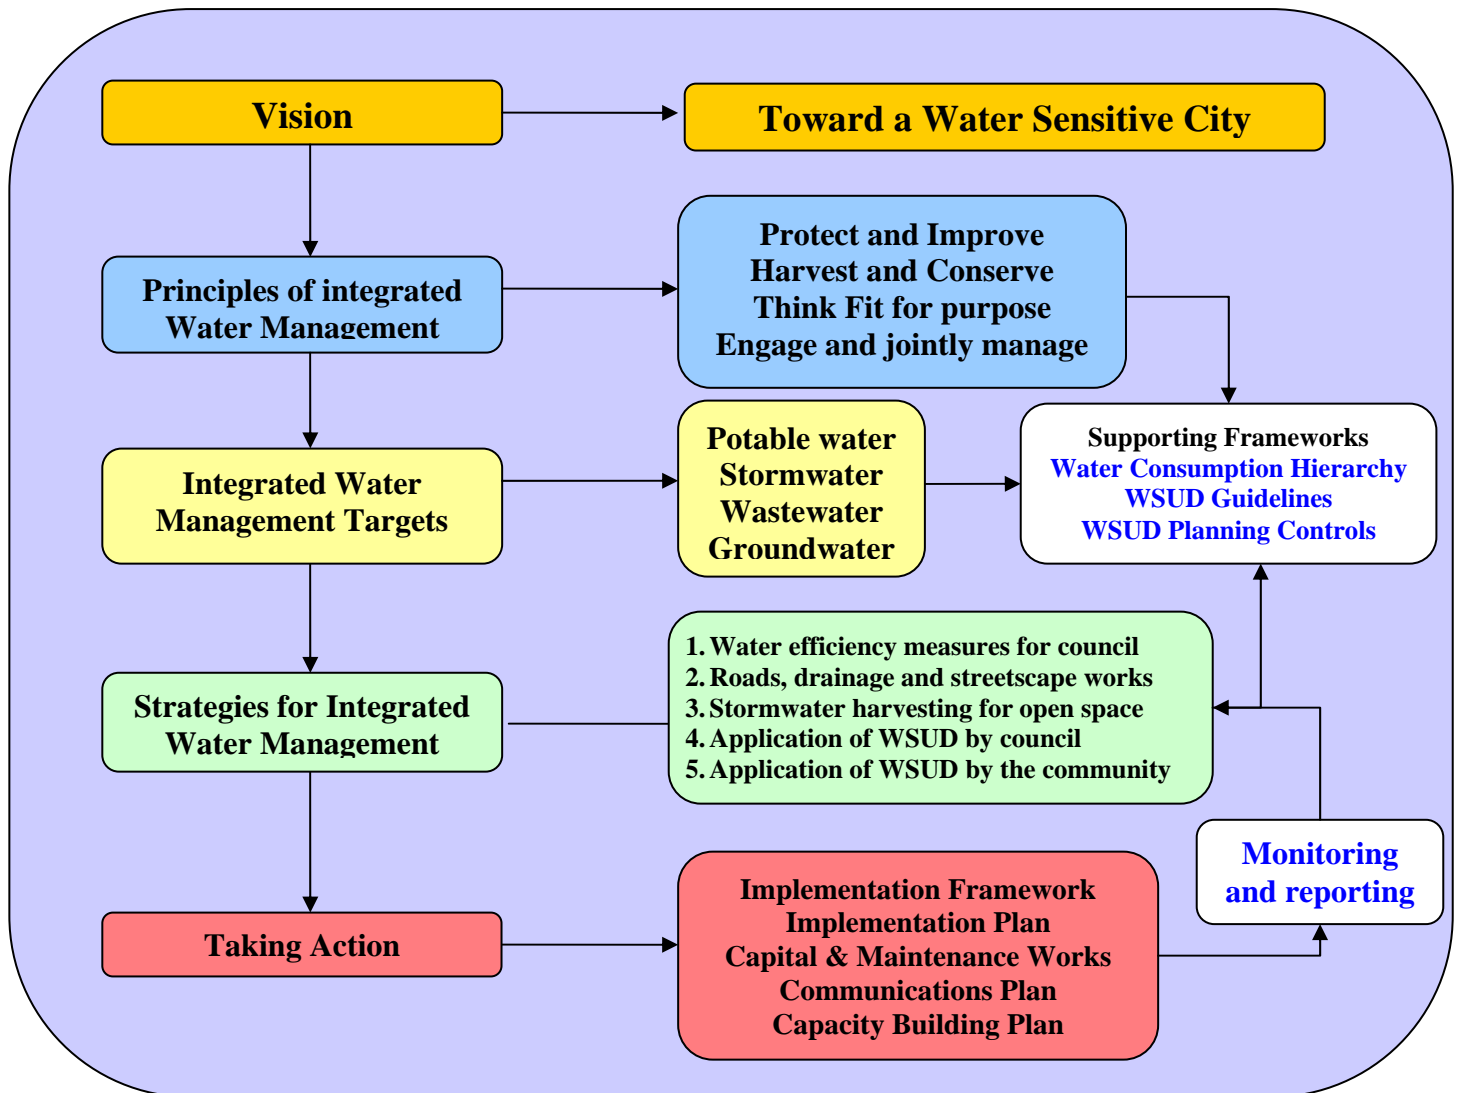 Vision
Toward a Water Sensitive City
Principles of integrated
Water Management
Protect and Improve
Harvest and Conserve
Think Fit for purpose
Engage and jointly manage
Integrated Water
Management Targets
Potable water
Stormwater
Wastewater
Groundwater
Supporting Frameworks
Water Consumption Hierarchy
WSUD Guidelines
WSUD Planning Controls
Strategies for Integrated
Water Management
1. Water efficiency measures for council
2. Roads, drainage and streetscape works
3. Stormwater harvesting for open space
4. Application of WSUD by council
5. Application of WSUD by the community
Monitoring
and reporting
Taking Action
Implementation Framework
Implementation Plan
Capital & Maintenance Works
Communications Plan
Capacity Building Plan